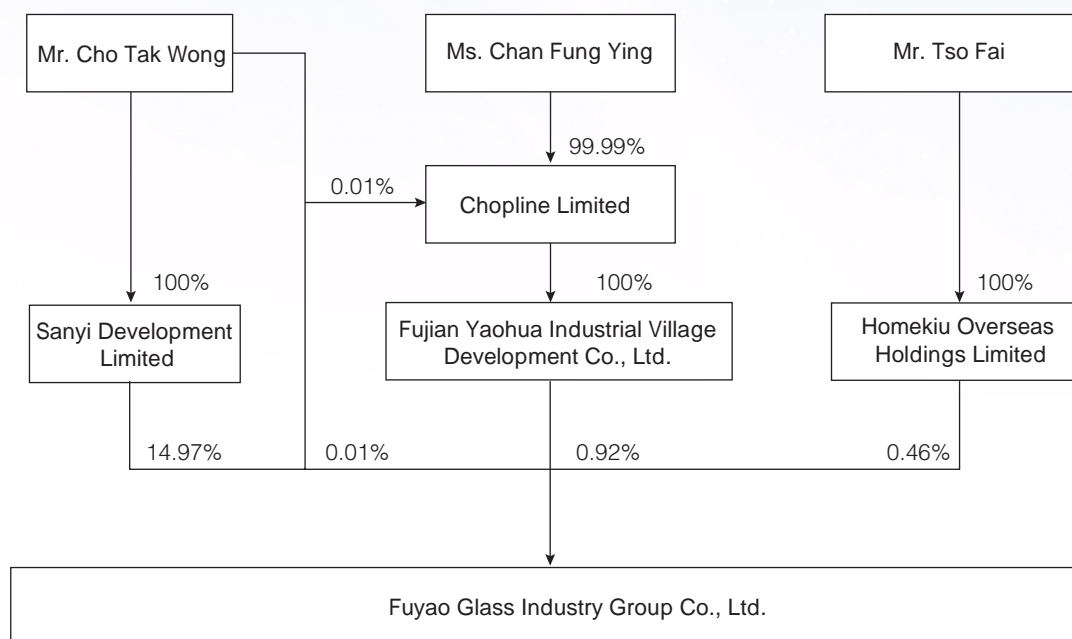 Mr. Cho Tak Wong
Ms. Chan Fung Ying
Mr. Tso Fai
99.99%
0.01%
Chopline Limited
100%
100%
100%
Sanyi Development
Limited
Fujian Yaohua Industrial Village
Development Co., Ltd.
Homekiu Overseas
Holdings Limited
14.97%
0.01%
0.92%
0.46%
Fuyao Glass Industry Group Co., Ltd.